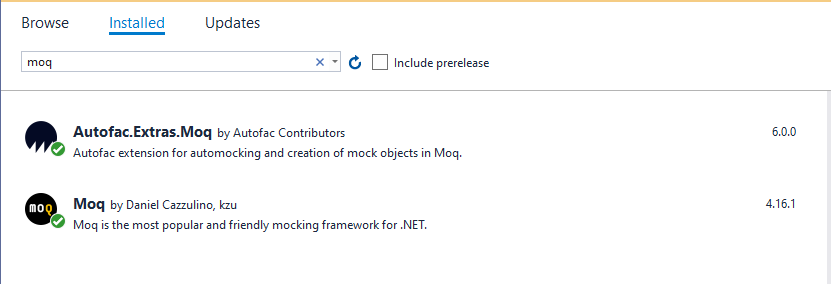 Browse Installed Updates
moq Include prerelease
Autofac.Extras.Moq by Autofac Contributors 6.0.0
Autofac extension for automocking and creation of mock objects in Moq.
moq
Moq by Daniel Cazzulino, kzu 4.16.1
Moq is the most popular and friendly mocking framework for .NET.